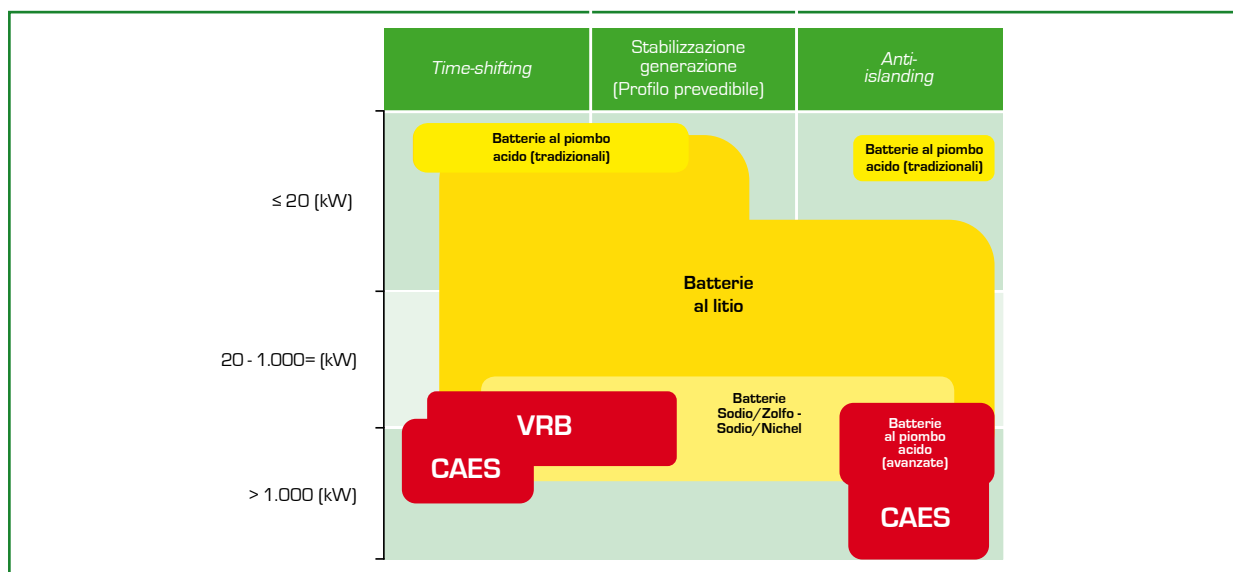 Time-shifting
Stabilizzazione
generazione
(Profilo prevedibile)
Anti-
islanding
≤ 20 (kW)
20 - 1.000= (kW)
> 1.000 (kW)
Batterie al piombo
acido (tradizionali)
Batterie al piombo
acido (tradizionali)
Batterie
al litio
Batterie
Sodio/Zolfo -
Sodio/Nichel
VRB
CAES
Batterie
al piombo
acido
(avanzate)
CAES